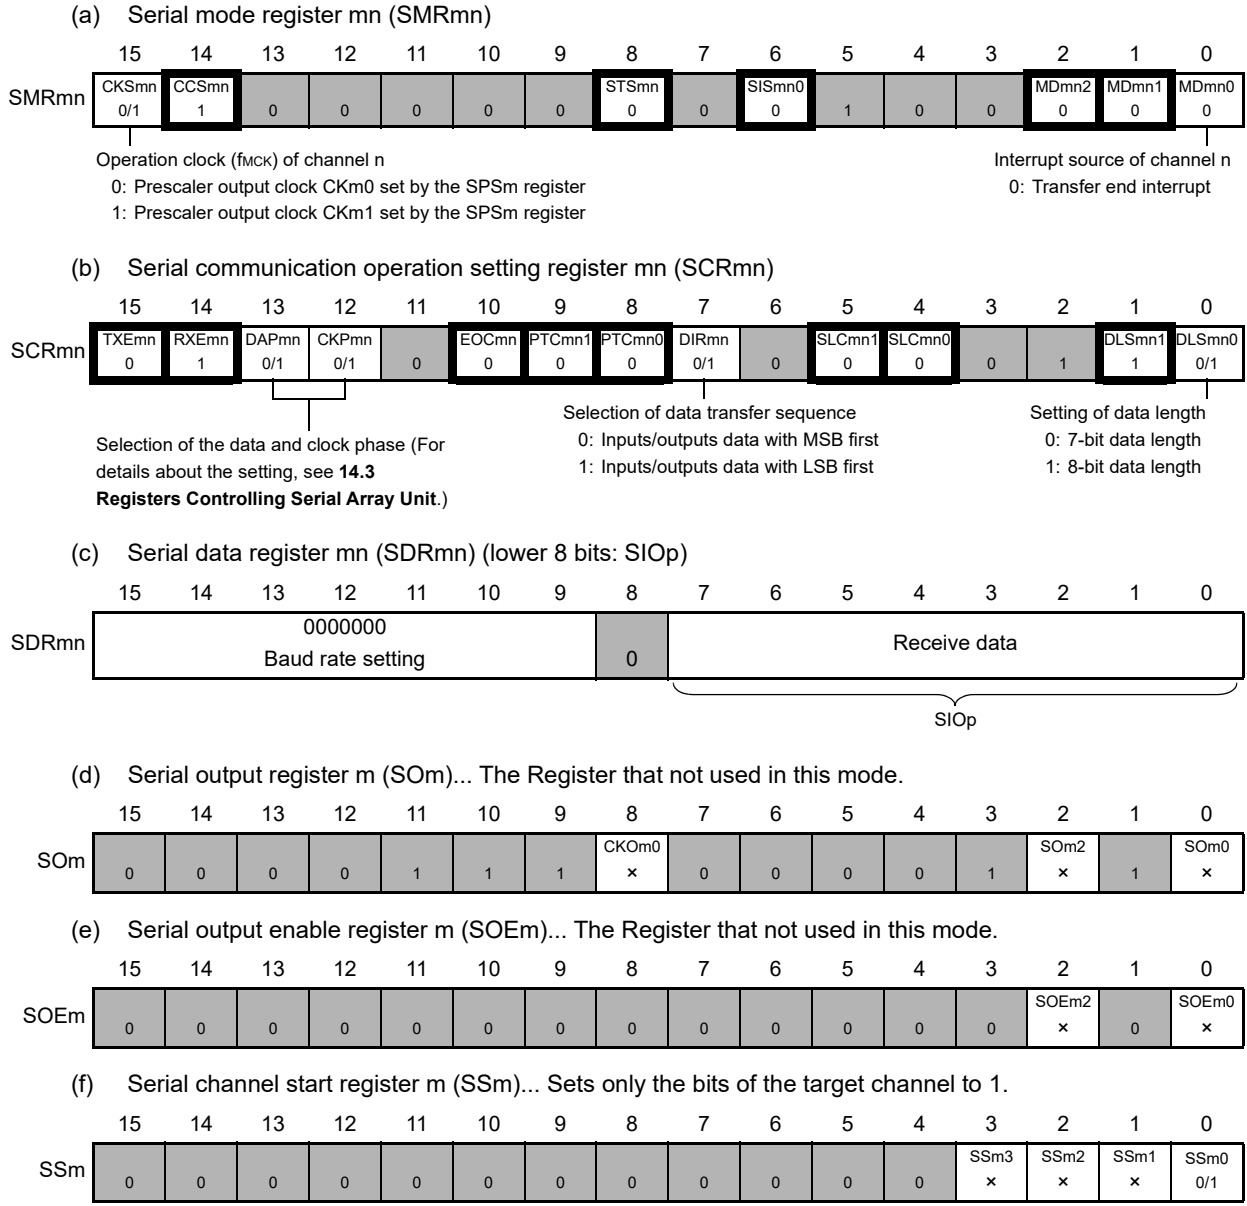 (a) Serial mode register mn (SMRmn)
15 14 13 12 11 10 9 8 7 6 5 4 3 2 1 0
SMRmn CKSmn CCSmn STSmn SISmn0 MDmn2 MDmn1 MDmn0
0/1 1 0 0 0 0 0 0 0 0 1 0 0 0 0 0
Operation clock (fMCK) of channel n
0: Prescaler output clock CKm0 set by the SPSm register
1: Prescaler output clock CKm1 set by the SPSm register
Interrupt source of channel n
0: Transfer end interrupt
(b) Serial communication operation setting register mn (SCRmn)
15 14 13 12 11 10 9 8 7 6 5 4 3 2 1 0
SCRmn TXEmn RXEmn DAPmn CKPmn EOCmn PTCmn1 PTCmn0 DIRmn SLCmn1 SLCmn0 DLSmn1 DLSmn0
0 1 0/1 0/1 0 0 0 0 0/1 0 0 0 0 1 1 0/1
Selection of the data and clock phase (For
details about the setting, see 14.3
Registers Controlling Serial Array Unit.)
Selection of data transfer sequence
0: Inputs/outputs data with MSB first
1: Inputs/outputs data with LSB first
Setting of data length
0: 7-bit data length
1: 8-bit data length
(c) Serial data register mn (SDRmn) (lower 8 bits: SIOp)
15 14 13 12 11 10 9 8 7 6 5 4 3 2 1 0
SDRmn
0000000
Baud rate setting
0
Receive data
SIOp
(d) Serial output register m (SOm)... The Register that not used in this mode.
15 14 13 12 11 10 9 8 7 6 5 4 3 2 1 0
SOm CKOm0 SOm2 SOm0
0 0 0 0 1 1 1 × 0 0 0 0 1 × 1 ×
(e) Serial output enable register m (SOEm)... The Register that not used in this mode.
15 14 13 12 11 10 9 8 7 6 5 4 3 2 1 0
SOEm SOEm2 SOEm0
0 0 0 0 0 0 0 0 0 0 0 0 0 × 0 ×
(f) Serial channel start register m (SSm)... Sets only the bits of the target channel to 1.
15 14 13 12 11 10 9 8 7 6 5 4 3 2 1 0
SSm SSm3 SSm2 SSm1 SSm0
0 0 0 0 0 0 0 0 0 0 0 0 × × × 0/1